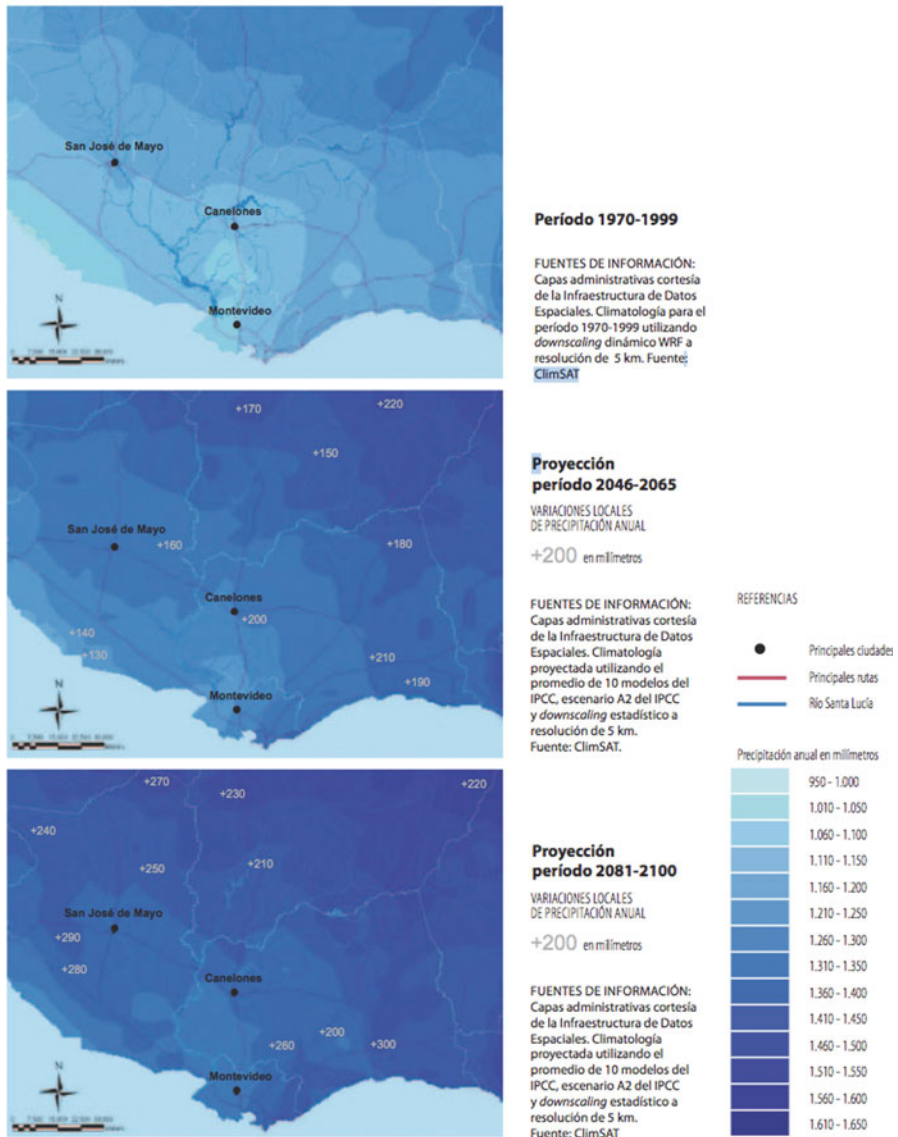 San José de Mayo
Canelones
Montevideo
N
Período 1970-1999
FUENTES DE INFORMACIÓN:
Capas administrativas cortesía
de la Infraestructura de Datos
Espaciales. Climatología para el
período 1970-1999 utilizando
downscaling dinámico WRF a
resolución de 5 km. Fuente:
ClimSAT
+170
+220
+150
San José de Mayo
+160
+180
Canelones
+200
+140
+130
+210
+190
Montevideo
N
Proyección
período 2046-2065
VARIACIONES LOCALES
DE PRECIPITACIÓN ANUAL
+200 en milímetros
FUENTES DE INFORMACIÓN:
Capas administrativas cortesía
de la Infraestructura de Datos
Espaciales. Climatología
proyectada utilizando el
promedio de 10 modelos del
IPCC, escenario A2 del IPCC
y downscaling estadístico a
resolución de 5 km.
Fuente: ClimSAT.
+270
+230
+220
+240
+250
+210
San José de Mayo
+290
+280
Canelones
+200
+260
+300
Montevideo
N
Proyección
período 2081-2100
VARIACIONES LOCALES
DE PRECIPITACIÓN ANUAL
+200 en milímetros
FUENTES DE INFORMACIÓN:
Capas administrativas cortesía
de la Infraestructura de Datos
Espaciales. Climatología
proyectada utilizando el
promedio de 10 modelos del
IPCC, escenario A2 del IPCC
y downscaling estadístico a
resolución de 5 km.
Fuente: ClimSAT
REFERENCIAS
Principales ciudades
Principales rutas
Río Santa Lucía
Precipitación anual en milímetros
950 - 1.000
1.010 - 1.050
1.060 - 1.100
1.110 - 1.150
1.160 - 1.200
1.210 - 1.250
1.260 - 1.300
1.310 - 1.350
1.360 - 1.400
1.410 - 1.450
1.460 - 1.500
1.510 - 1.550
1.560 - 1.600
1.610 - 1.650